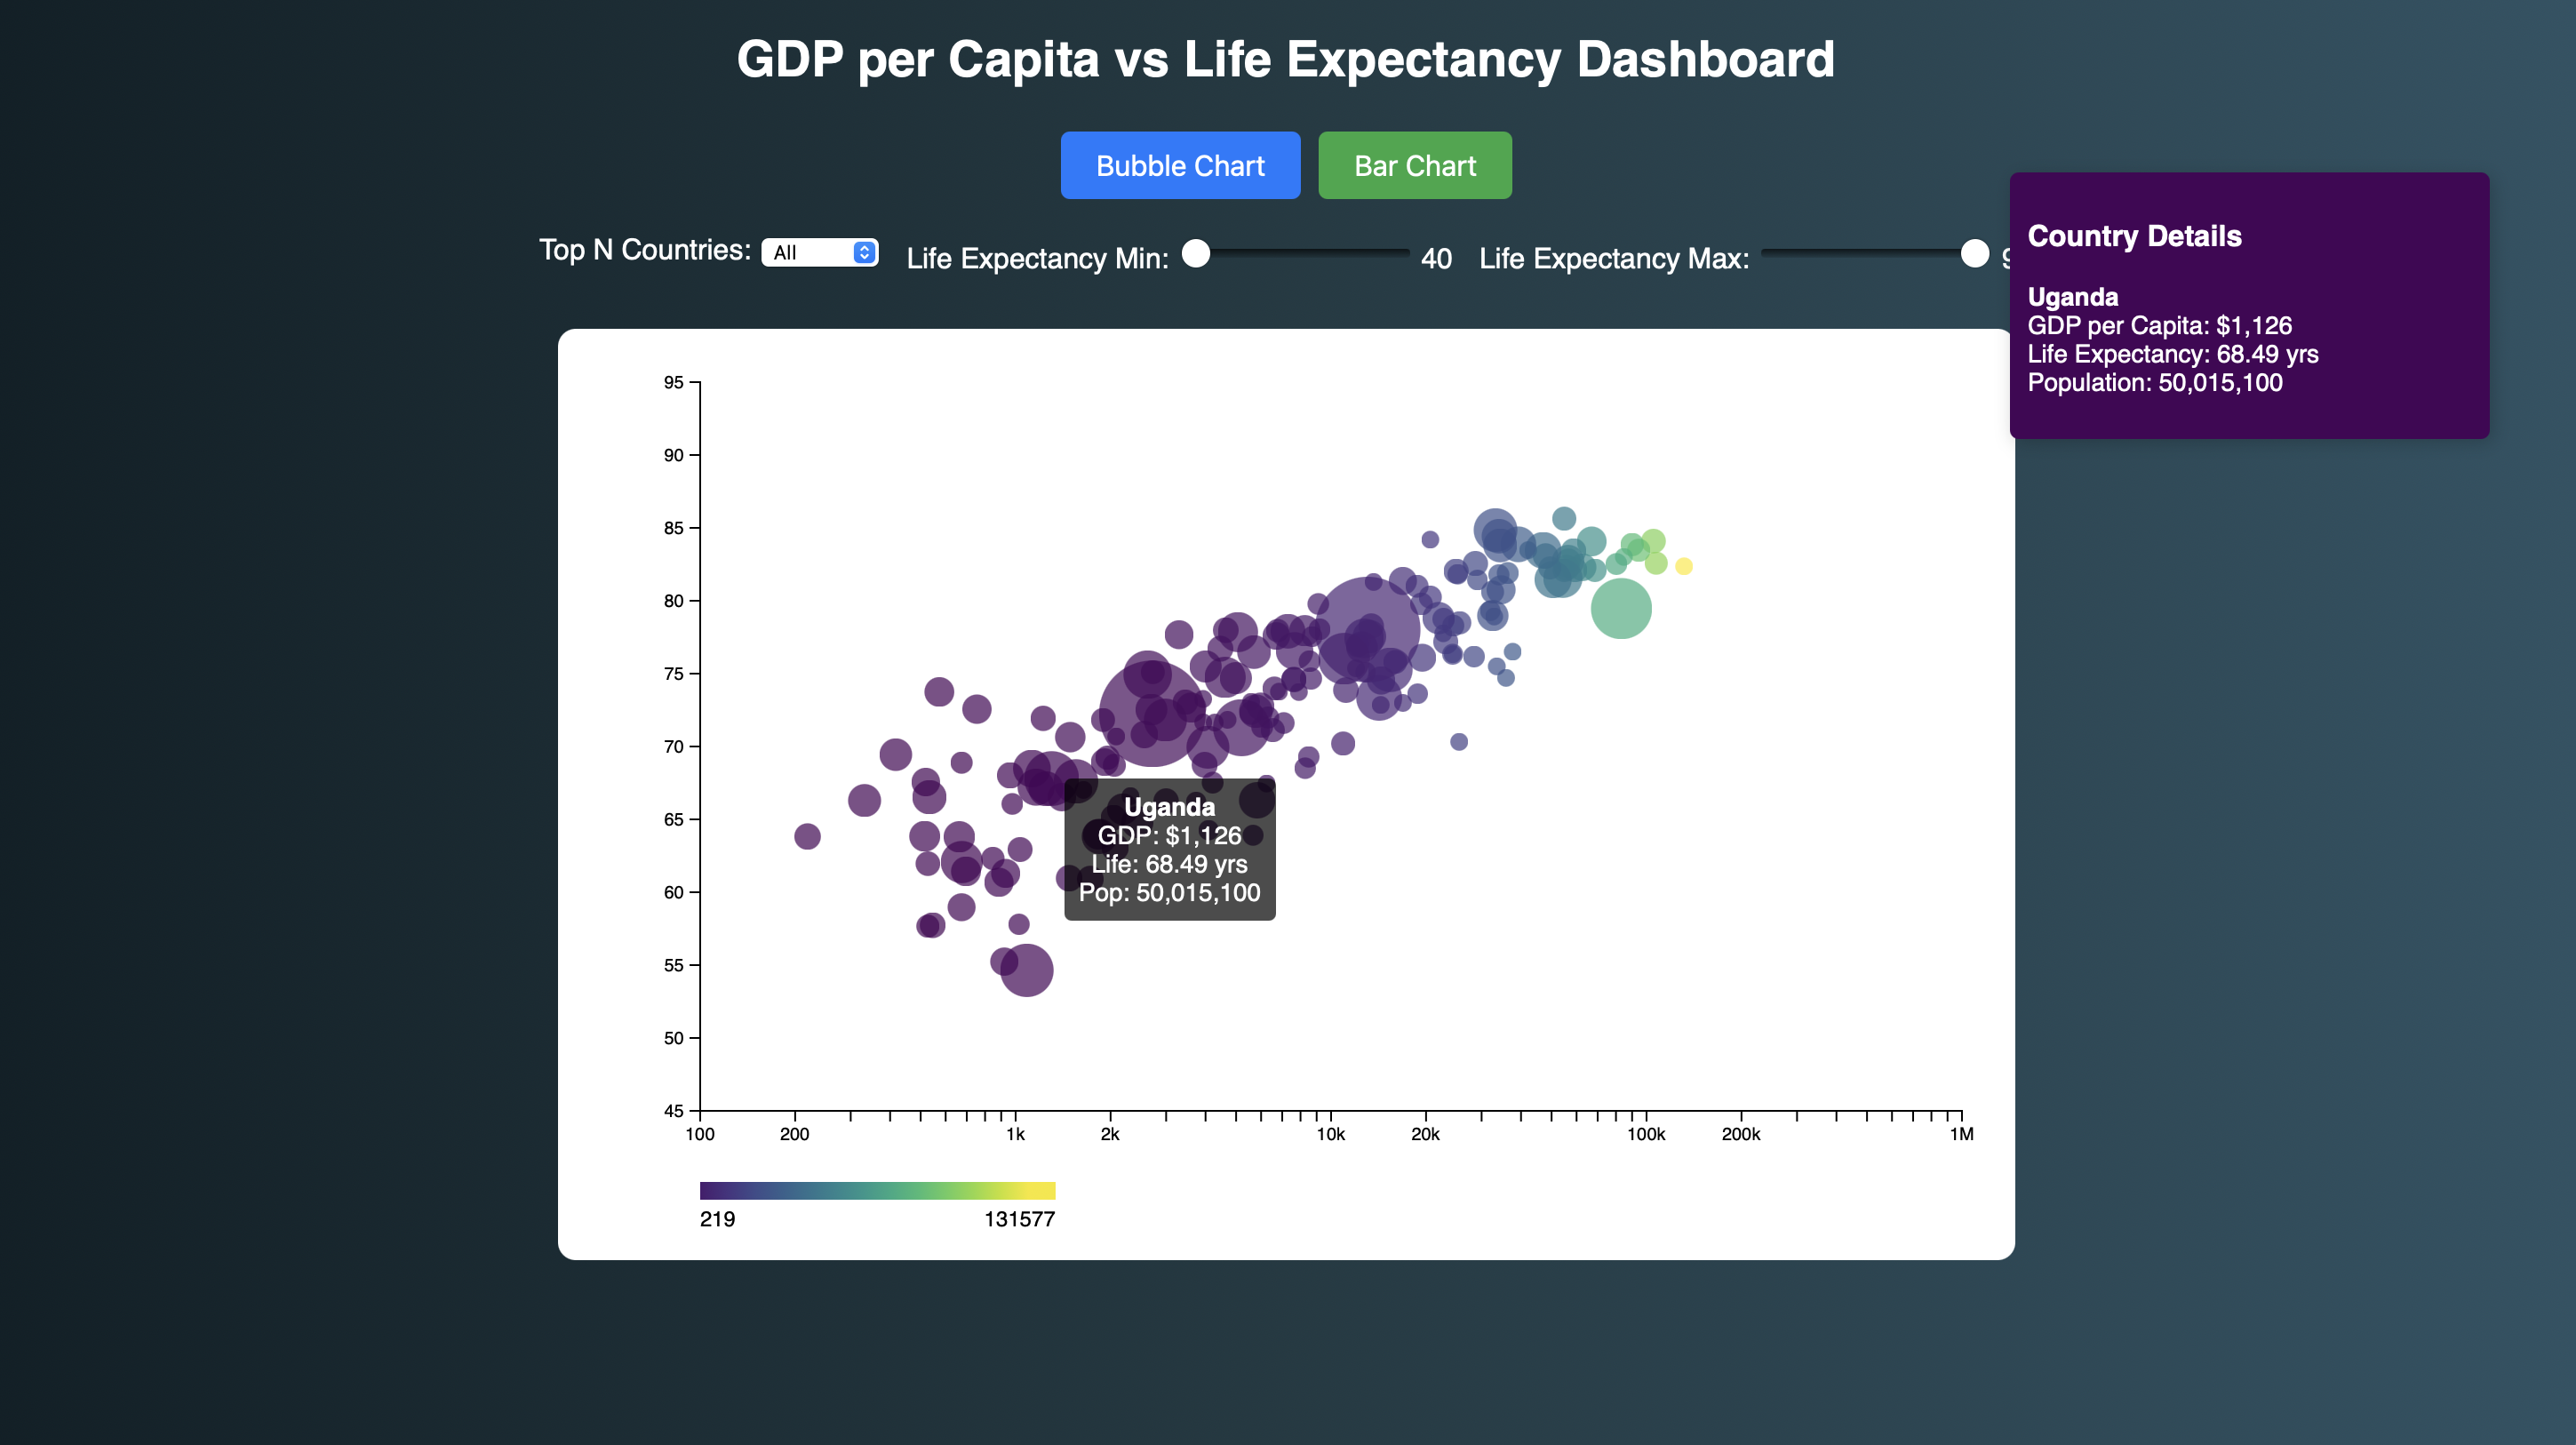 GDP per Capita vs Life Expectancy Dashboard
Bubble Chart
Bar Chart
Top N Countries: All
Life Expectancy Min: 40
Life Expectancy Max:
Country Details
Uganda
GDP per Capita: $1,126
Life Expectancy: 68.49 yrs
Population: 50,015,100
95
90
85
80
75
70
65
60
55
50
45
Uganda
GDP: $1,126
Life: 68.49 yrs
Pop: 50,015,100
100 200 1k 2k 10k 20k 100k 200k 1M
219 131577